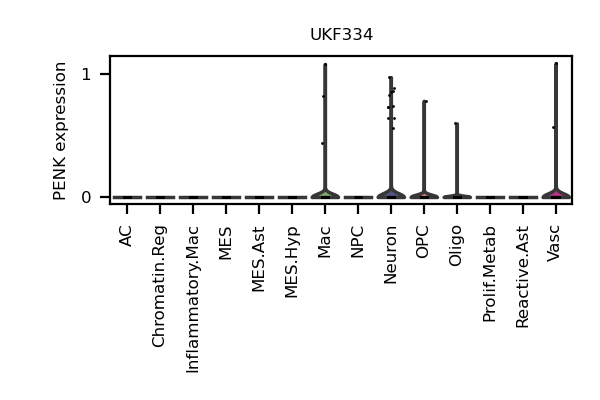 UKF334
PENK expression
1
0
AC
Chromatin.Reg
Inflammatory.Mac
MES
MES.Ast
MES.Hyp
Mac
NPC
Neuron
OPC
Oligo
Prolif.Metab
Reactive.Ast
Vasc